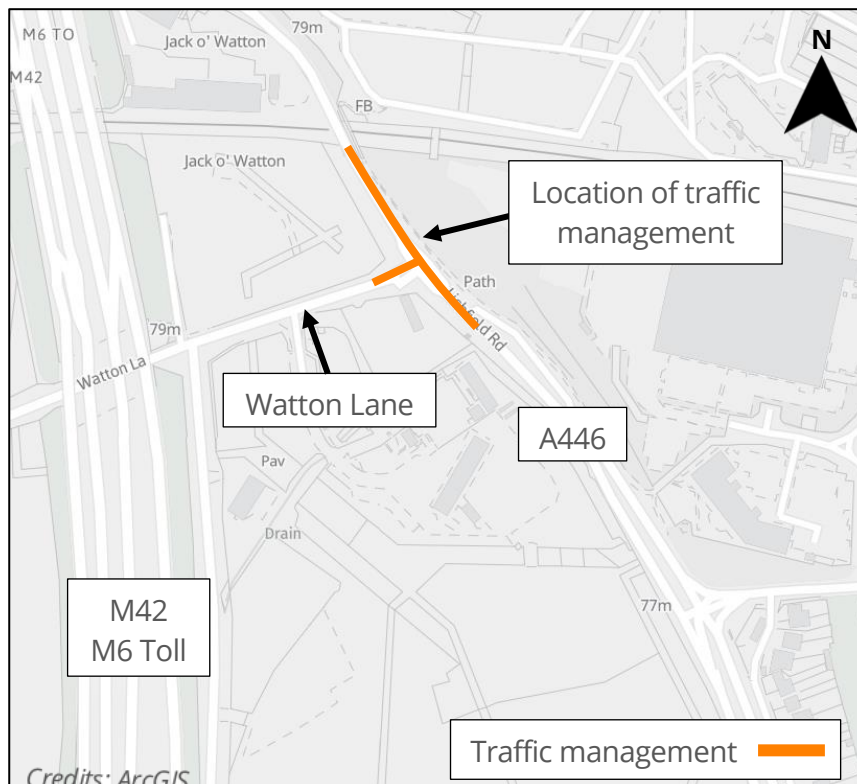 M6 TO
M42
Jack o' Watton
79m
N
FB
Jack o' Watton
Location of traffic
management
Path
Lichfield Rd
79m
Watton La
Watton Lane
A446
Pav
Drain
M42
M6 Toll
77m
Traffic management
Credits: ArcGIS